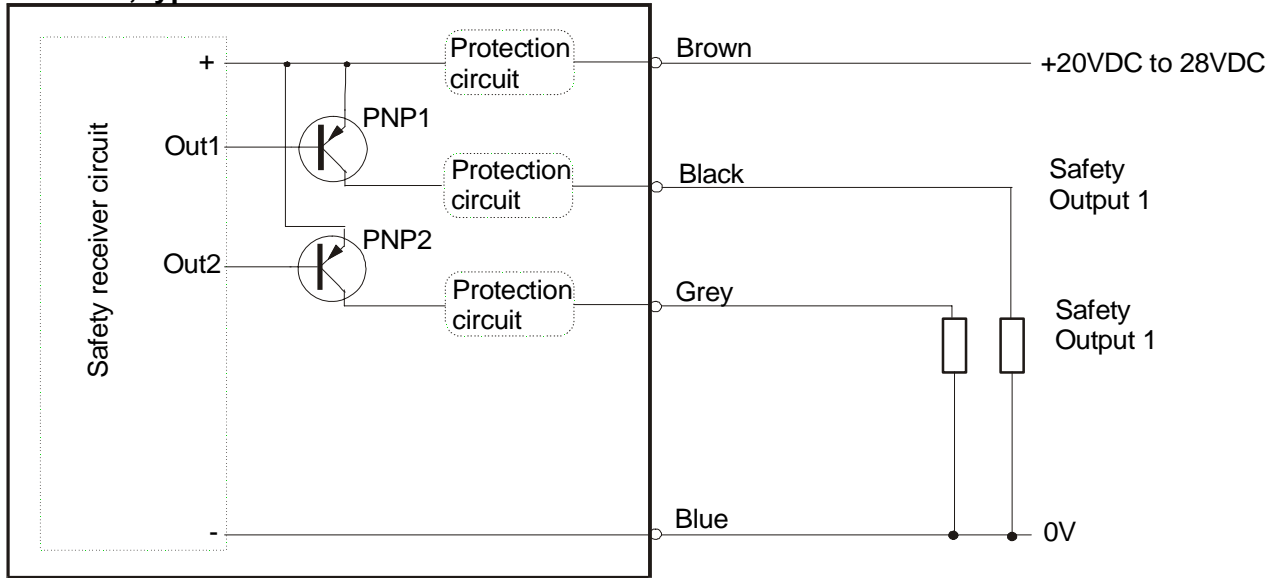 Protection
circuit
Brown
+20VDC to 28VDC
+
PNP1
Out1
Protection
circuit
Black
Safety
Output 1
Safety receiver circuit
PNP2
Out2
Protection
circuit
Grey
Safety
Output 1
Blue
-
0V